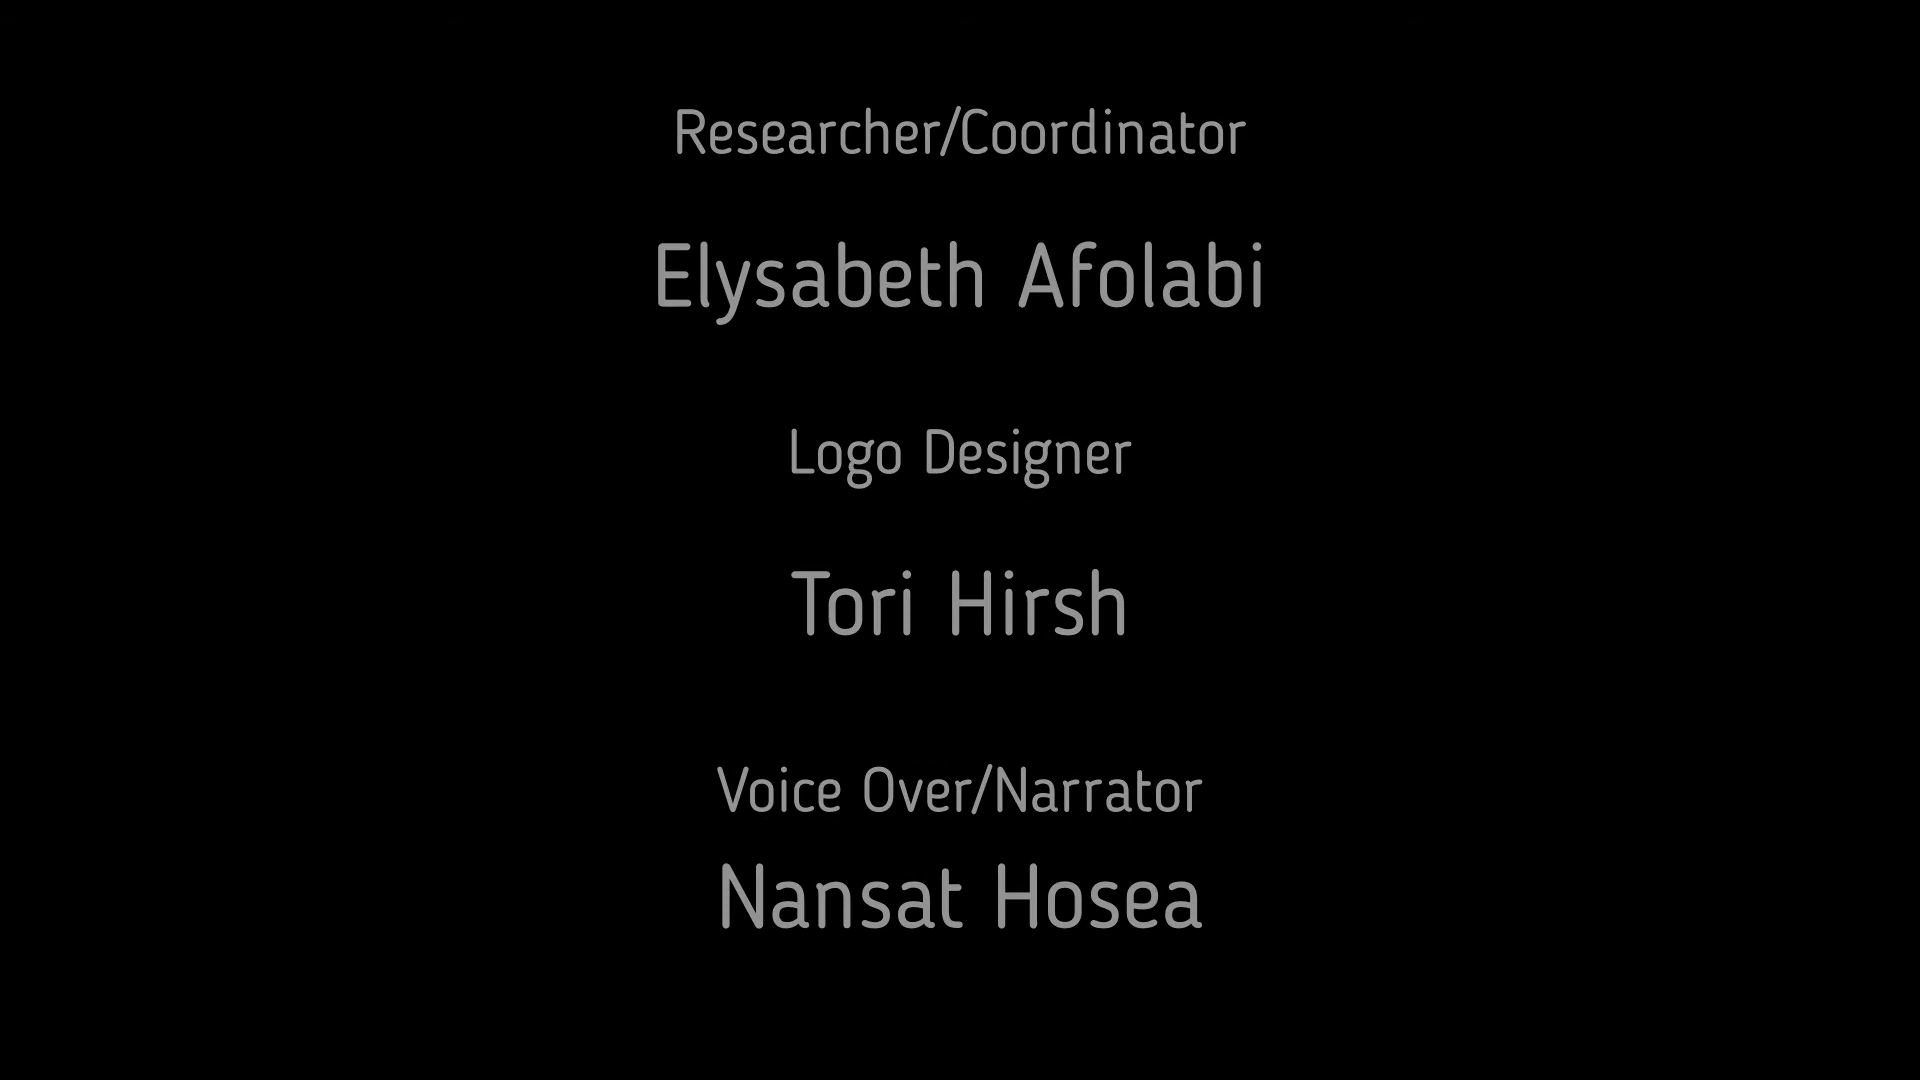 Researcher/Coordinator
Elysabeth Afolabi
Logo Designer
Tori Hirsh
Voice Over/Narrator
Nansat Hosea